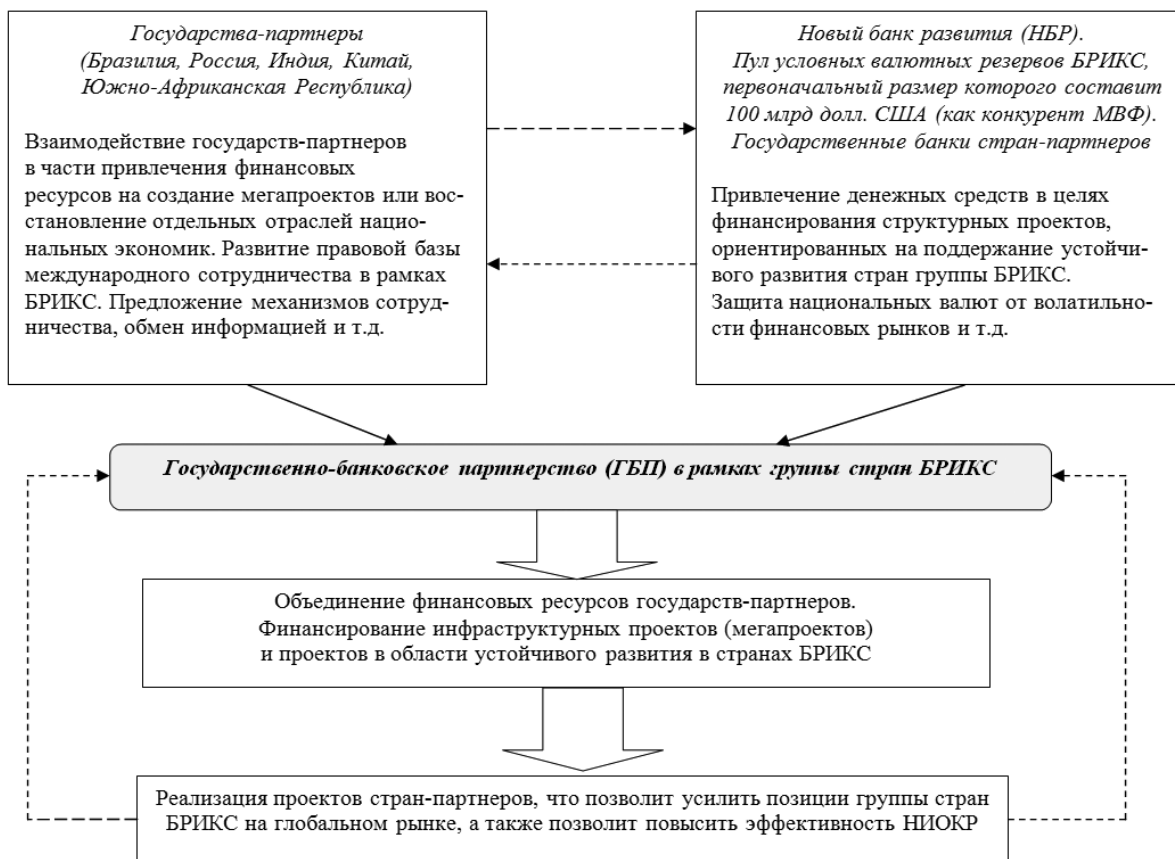 Государства-партнеры
(Бразилия, Россия, Индия, Китай,
Южно-Африканская Республика)
Взаимодействие государств-партнеров
в части привлечения финансовых
ресурсов на создание мегапроектов или вос-
становление отдельных отраслей нацио-
нальных экономик. Развитие правовой базы
международного сотрудничества в рамках
БРИКС. Предложение механизмов сотруд-
ничества, обмен информацией и т.д.
Новый банк развития (НБР).
Пул условных валютных резервов БРИКС,
первоначальный размер которого составит
100 млрд долл. США (как конкурент МВФ).
Государственные банки стран-партнеров
Привлечение денежных средств в целях
финансирования структурных проектов,
ориентированных на поддержание устойчи-
вого развития стран группы БРИКС.
Защита национальных валют от волатильно-
сти финансовых рынков и т.д.
Государственно-банковское партнерство (ГБП) в рамках группы стран БРИКС
Объединение финансовых ресурсов государств-партнеров.
Финансирование инфраструктурных проектов (мегапроектов)
и проектов в области устойчивого развития в странах БРИКС
Реализация проектов стран-партнеров, что позволит усилить позиции группы стран
БРИКС на глобальном рынке, а также позволит повысить эффективность НИОКР